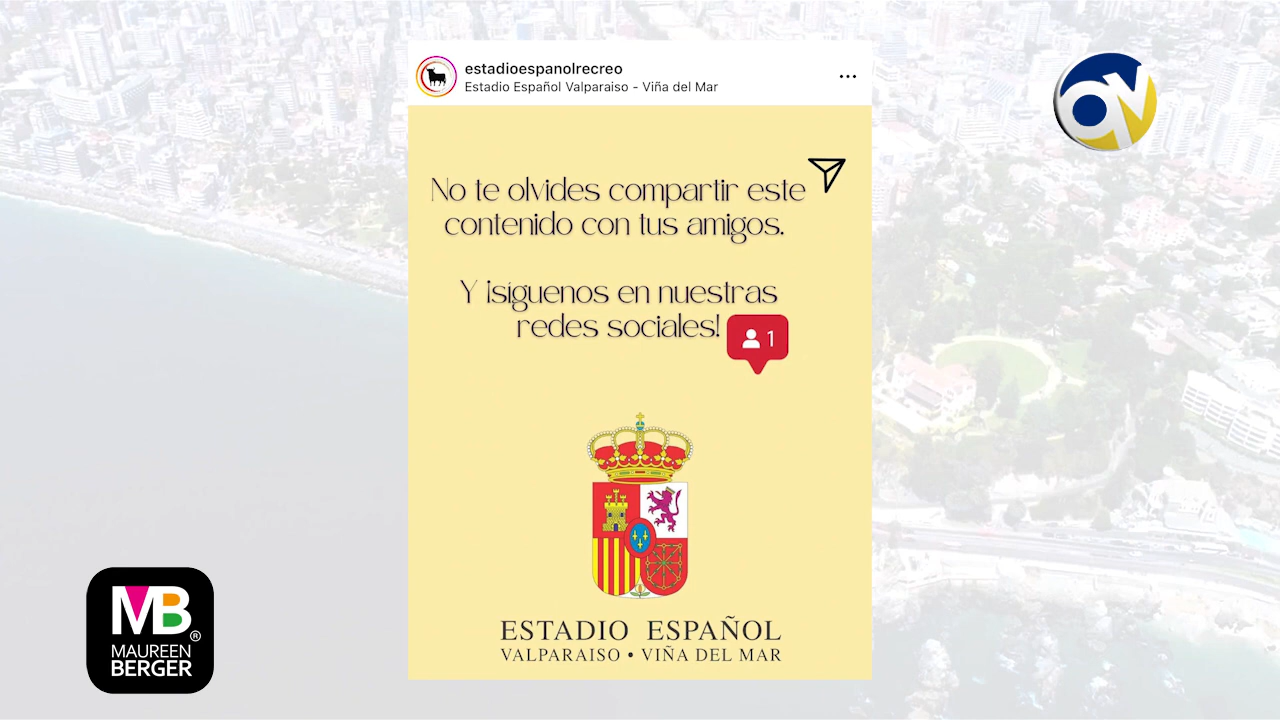 estadioespanolrecreo
Estadio Español Valparaiso - Viña del Mar
No te olvides compartir este
contenido con tus amigos.
Y ¡síguenos en nuestras
redes sociales!
1
ESTADIO ESPAÑOL
VALPARAISO • VIÑA DEL MAR
MB®
MAUREEN
BERGER
OV